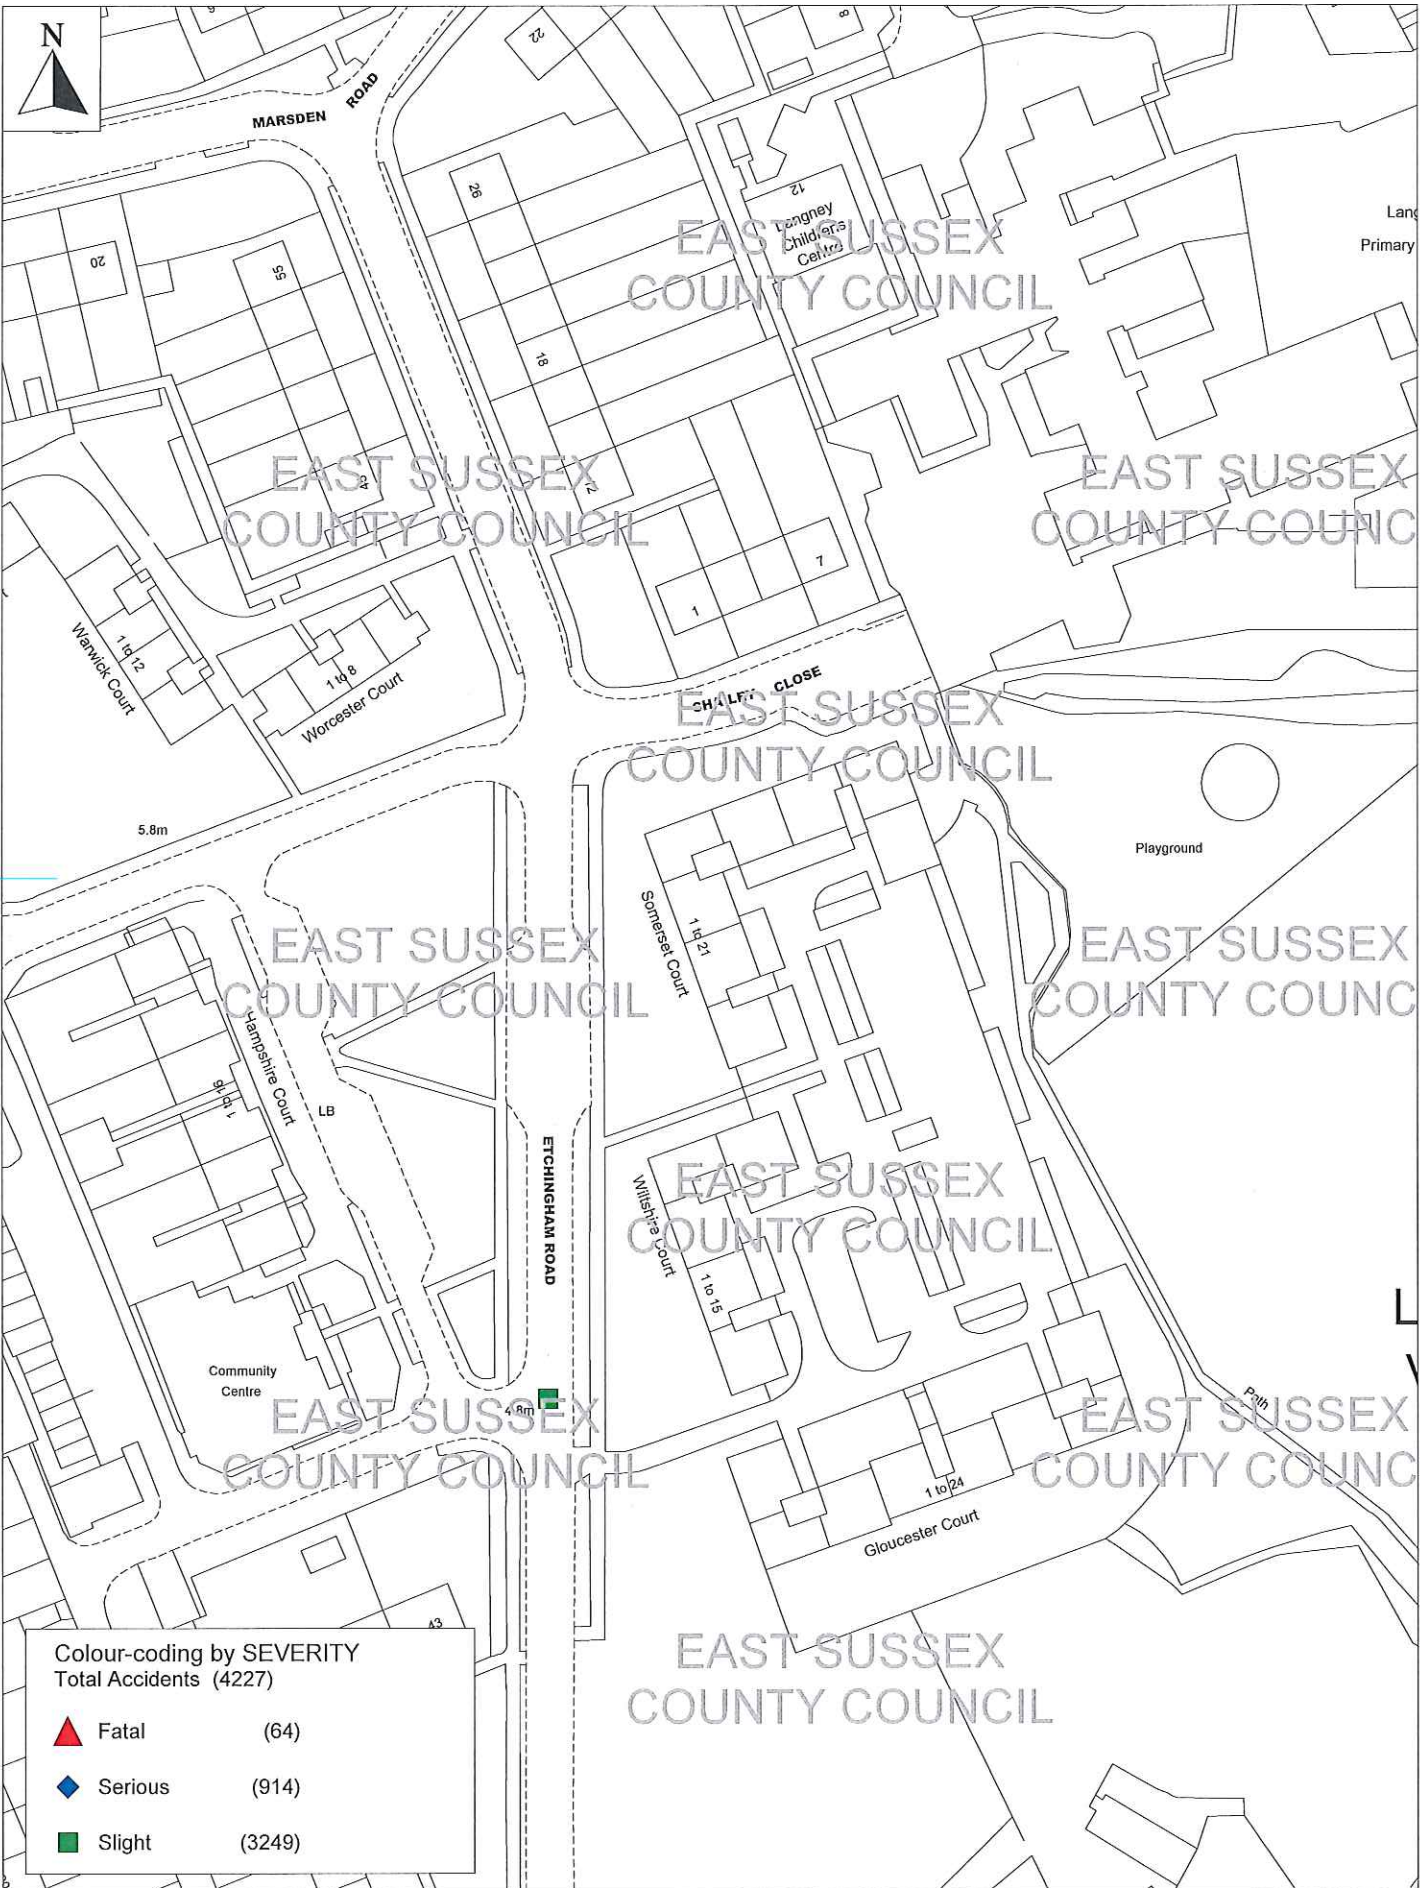 N
22
8
MARSDEN ROAD
26
12
Langney
Children's
Centre
EAST SUSSEX
COUNTY COUNCIL
Lang
Primary
20
55
18
EAST SUSSEX
COUNTY COUNCIL
43
12
EAST SUSSEX
COUNTY COUNC
7
1
Warwick Court
1 to 12
1 to 8
Worcester Court
CHAILEY CLOSE
EAST SUSSEX
COUNTY COUNCIL
5.8m
Playground
Somerset Court
1 to 21
EAST SUSSEX
COUNTY COUNCIL
EAST SUSSEX
COUNTY COUNC
Hampshire Court
1 to 16
LB
ETCHINGHAM ROAD
Wiltshire Court
1 to 15
EAST SUSSEX
COUNTY COUNCIL
L
Community
Centre
4.8m
EAST SUSSEX
COUNTY COUNCIL
Path
EAST SUSSEX
COUNTY COUNC
1 to 24
Gloucester Court
43
EAST SUSSEX
COUNTY COUNCIL
Colour-coding by SEVERITY
Total Accidents (4227)
Fatal (64)
Serious (914)
Slight (3249)